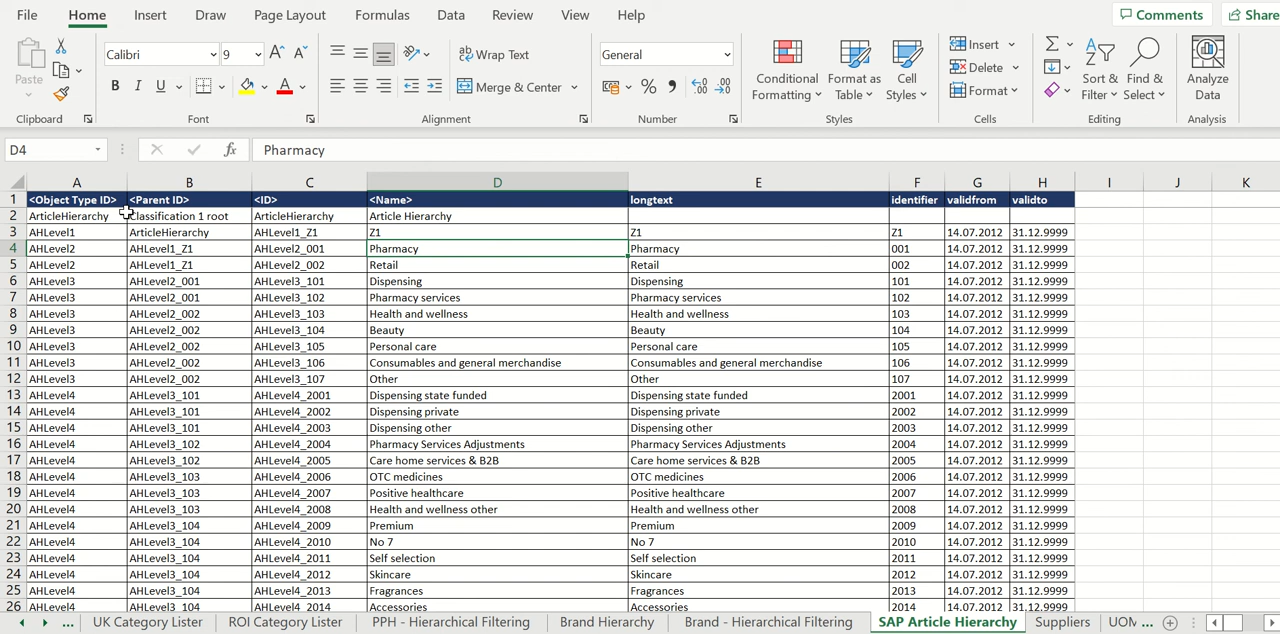 File Home Insert Draw Page Layout Formulas Data Review View Help Comments Share
Calibri 9 Wrap Text General Insert
Paste B I U Merge & Center % Conditional Formatting Format as Table Cell Styles Delete Format Sort & Filter Find & Select Analyze Data
Clipboard Font Alignment Number Styles Cells Editing Analysis
D4 fx Pharmacy
A B C D E F G H I J K
1 <Object Type ID> <Parent ID> <ID> <Name> longtext identifier validfrom validto
2 ArticleHierarchy Classification 1 root ArticleHierarchy Article Hierarchy
3 AHLevel1 ArticleHierarchy AHLevel1_Z1 Z1 Z1 Z1 14.07.2012 31.12.9999
4 AHLevel2 AHLevel1_Z1 AHLevel2_001 Pharmacy Pharmacy 001 14.07.2012 31.12.9999
5 AHLevel2 AHLevel1_Z1 AHLevel2_002 Retail Retail 002 14.07.2012 31.12.9999
6 AHLevel3 AHLevel2_001 AHLevel3_101 Dispensing Dispensing 101 14.07.2012 31.12.9999
7 AHLevel3 AHLevel2_001 AHLevel3_102 Pharmacy services Pharmacy services 102 14.07.2012 31.12.9999
8 AHLevel3 AHLevel2_002 AHLevel3_103 Health and wellness Health and wellness 103 14.07.2012 31.12.9999
9 AHLevel3 AHLevel2_002 AHLevel3_104 Beauty Beauty 104 14.07.2012 31.12.9999
10 AHLevel3 AHLevel2_002 AHLevel3_105 Personal care Personal care 105 14.07.2012 31.12.9999
11 AHLevel3 AHLevel2_002 AHLevel3_106 Consumables and general merchandise Consumables and general merchandise 106 14.07.2012 31.12.9999
12 AHLevel3 AHLevel2_002 AHLevel3_107 Other Other 107 14.07.2012 31.12.9999
13 AHLevel4 AHLevel3_101 AHLevel4_2001 Dispensing state funded Dispensing state funded 2001 14.07.2012 31.12.9999
14 AHLevel4 AHLevel3_101 AHLevel4_2002 Dispensing private Dispensing private 2002 14.07.2012 31.12.9999
15 AHLevel4 AHLevel3_101 AHLevel4_2003 Dispensing other Dispensing other 2003 14.07.2012 31.12.9999
16 AHLevel4 AHLevel3_102 AHLevel4_2004 Pharmacy Services Adjustments Pharmacy Services Adjustments 2004 14.07.2012 31.12.9999
17 AHLevel4 AHLevel3_102 AHLevel4_2005 Care home services & B2B Care home services & B2B 2005 14.07.2012 31.12.9999
18 AHLevel4 AHLevel3_103 AHLevel4_2006 OTC medicines OTC medicines 2006 14.07.2012 31.12.9999
19 AHLevel4 AHLevel3_103 AHLevel4_2007 Positive healthcare Positive healthcare 2007 14.07.2012 31.12.9999
20 AHLevel4 AHLevel3_103 AHLevel4_2008 Health and wellness other Health and wellness other 2008 14.07.2012 31.12.9999
21 AHLevel4 AHLevel3_104 AHLevel4_2009 Premium Premium 2009 14.07.2012 31.12.9999
22 AHLevel4 AHLevel3_104 AHLevel4_2010 No 7 No 7 2010 14.07.2012 31.12.9999
23 AHLevel4 AHLevel3_104 AHLevel4_2011 Self selection Self selection 2011 14.07.2012 31.12.9999
24 AHLevel4 AHLevel3_104 AHLevel4_2012 Skincare Skincare 2012 14.07.2012 31.12.9999
25 AHLevel4 AHLevel3_104 AHLevel4_2013 Fragrances Fragrances 2013 14.07.2012 31.12.9999
26 AHLevel4 AHLevel3_104 AHLevel4_2014 Accessories Accessories 2014 14.07.2012 31.12.9999
... UK Category Lister ROI Category Lister PPH - Hierarchical Filtering Brand Hierarchy Brand - Hierarchical Filtering SAP Article Hierarchy Suppliers UOM ...